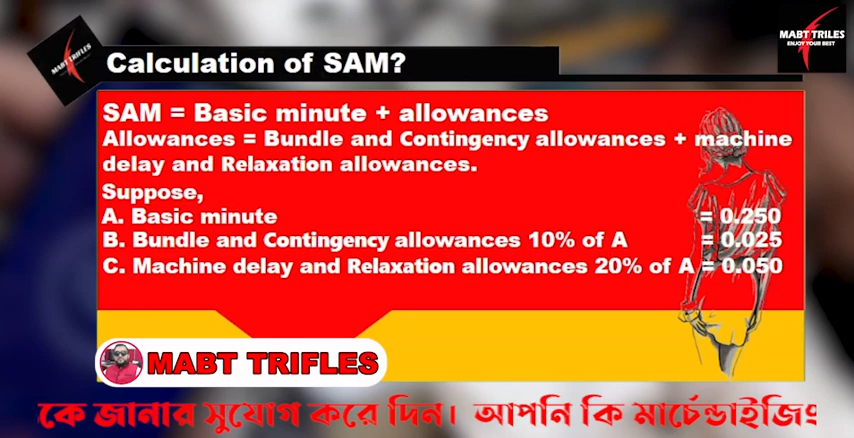 MABT TRIFLES
Calculation of SAM?
MABT TRILES
ENJOY YOUR BEST
SAM = Basic minute + allowances
Allowances = Bundle and Contingency allowances + machine
delay and Relaxation allowances.
Suppose,
A. Basic minute = 0.250
B. Bundle and Contingency allowances 10% of A = 0.025
C. Machine delay and Relaxation allowances 20% of A = 0.050
MABT TRIFLES
কে জানার সুযোগ করে দিন। আপনি কি মার্চেন্ডাইজিং